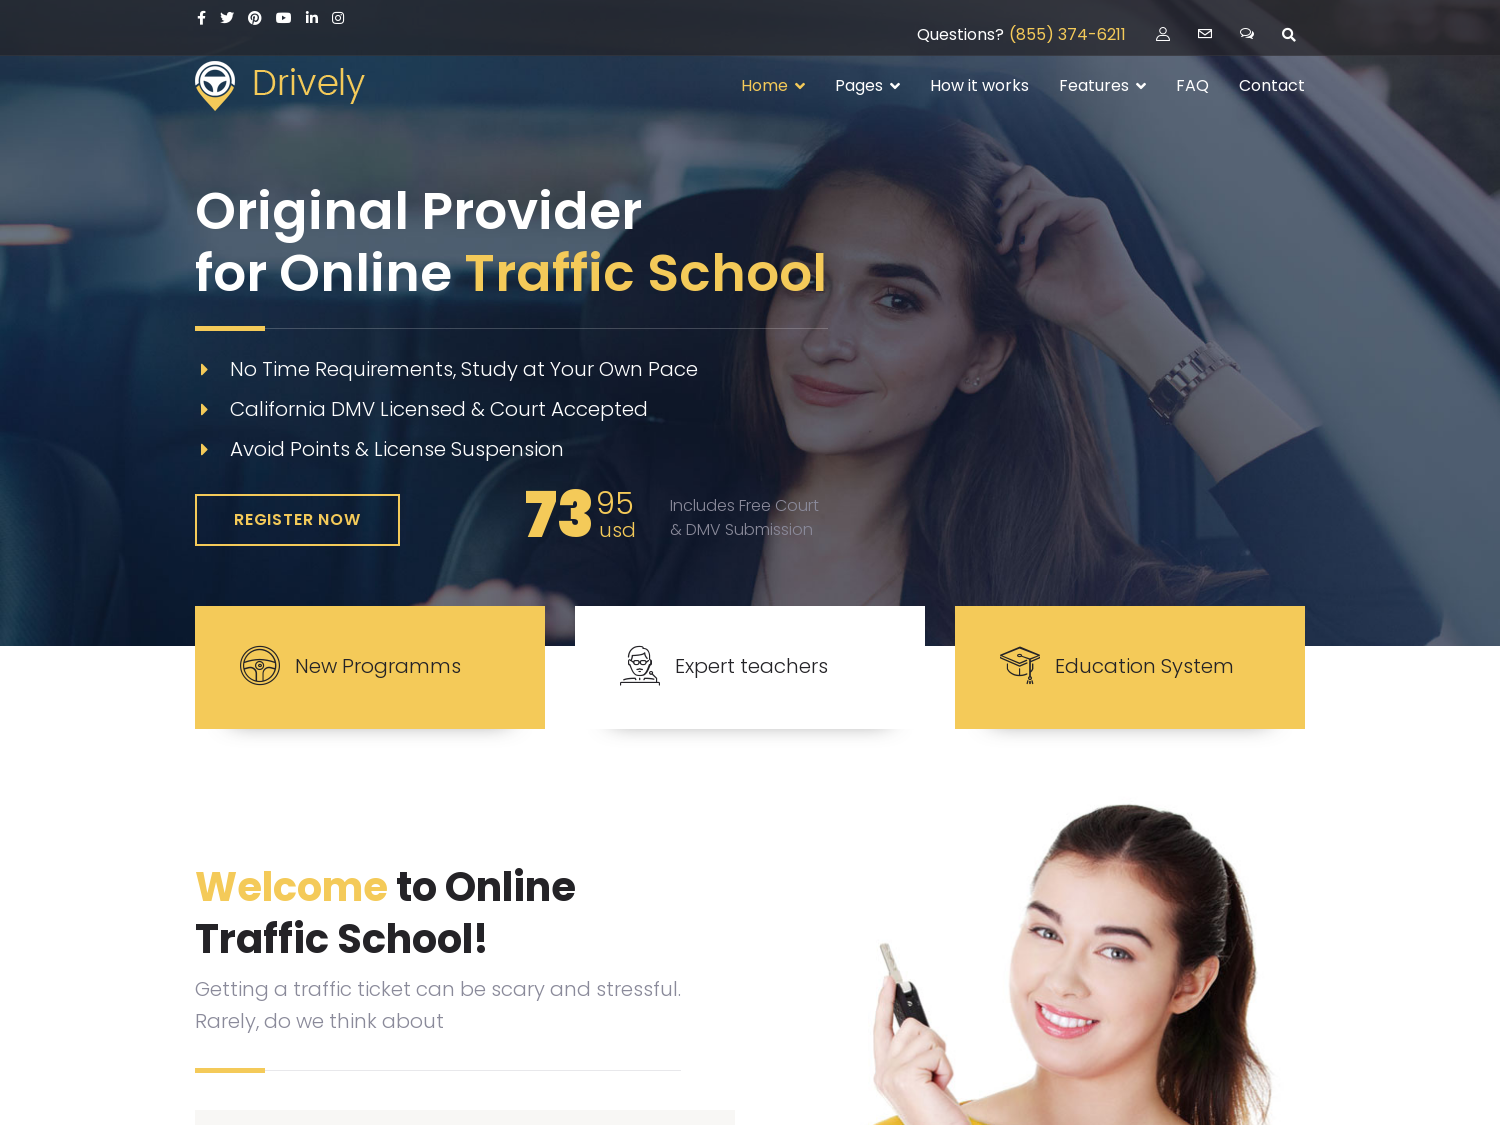 Questions? (855) 374-6211
Drively
Home
Pages
How it works
Features
FAQ
Contact
Original Provider
for Online Traffic School
No Time Requirements, Study at Your Own Pace
California DMV Licensed & Court Accepted
Avoid Points & License Suspension
REGISTER NOW
73 95 usd
Includes Free Court
& DMV Submission
New Programms
Expert teachers
Education System
Welcome to Online
Traffic School!
Getting a traffic ticket can be scary and stressful.
Rarely, do we think about